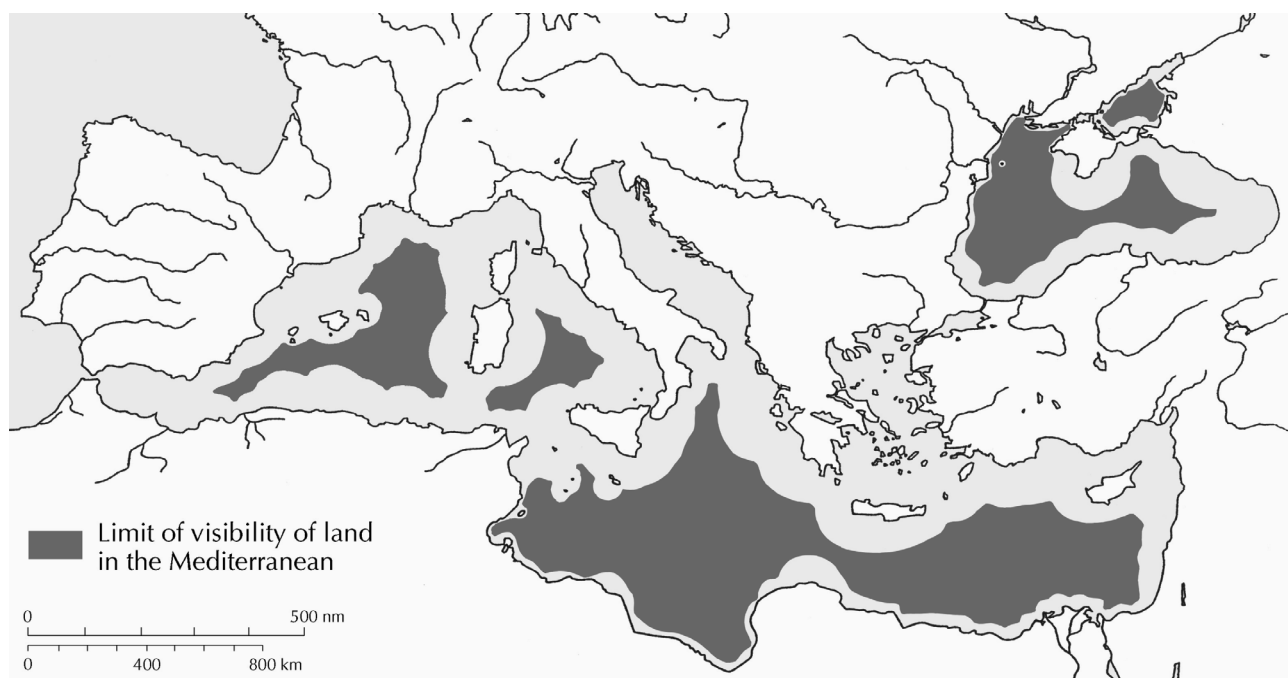 Limit of visibility of land
in the Mediterranean
0 500 nm
0 400 800 km